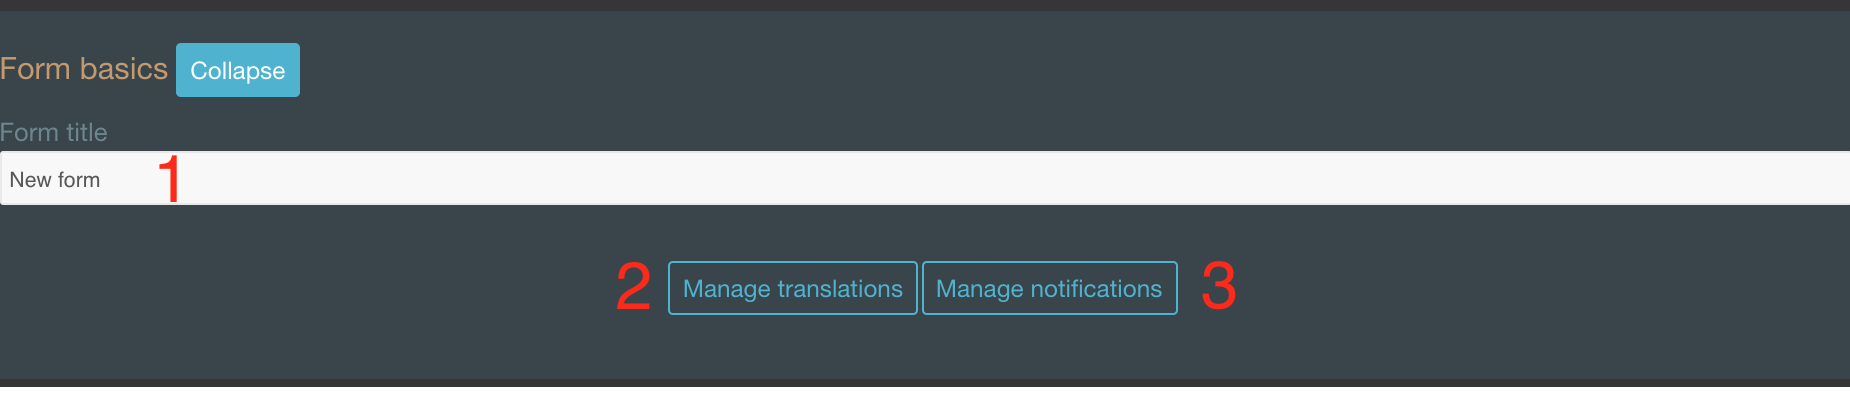 Form basics Collapse
Form title
New form 1
2 Manage translations Manage notifications 3